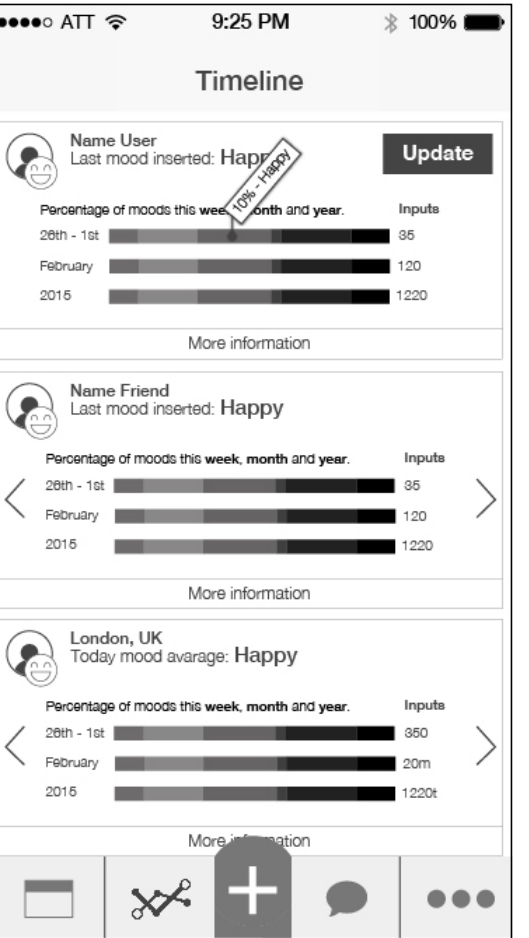 ATT 9:25 PM 100%
Timeline
Name User
Last mood inserted: Happy
Update
10% - Happy
Percentage of moods this week, month and year. Inputs
26th - 1st 35
February 120
2015 1220
More information
Name Friend
Last mood inserted: Happy
Percentage of moods this week, month and year. Inputs
26th - 1st 35
February 120
2015 1220
More information
London, UK
Today mood avarage: Happy
Percentage of moods this week, month and year. Inputs
26th - 1st 350
February 20m
2015 1220t
More information